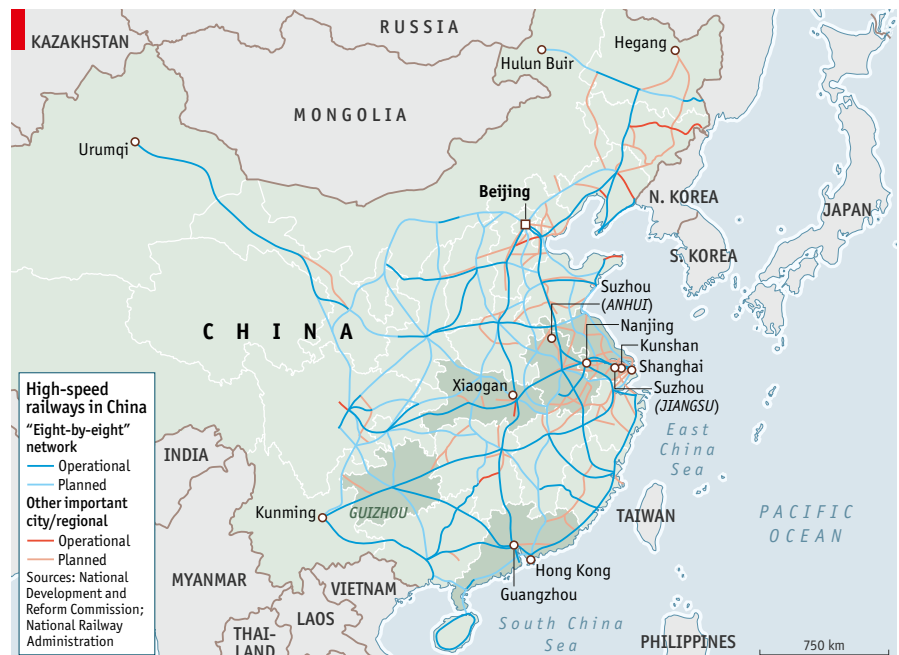 RUSSIA
KAZAKHSTAN
Hegang
Hulun Buir
MONGOLIA
Urumqi
Beijing
N. KOREA
JAPAN
S. KOREA
Suzhou
(ANHUI)
CHINA
Nanjing
Kunshan
Shanghai
Xiaogan
Suzhou
(JIANGSU)
High-speed
railways in China
“Eight-by-eight”
network
Operational
Planned
Other important
city/regional
Operational
Planned
Sources: National
Development and
Reform Commission;
National Railway
Administration
East
China
Sea
INDIA
GUIZHOU
Kunming
TAIWAN
PACIFIC
OCEAN
Hong Kong
Guangzhou
MYANMAR
VIETNAM
LAOS
THAI-
LAND
South China
Sea
PHILIPPINES
750 km